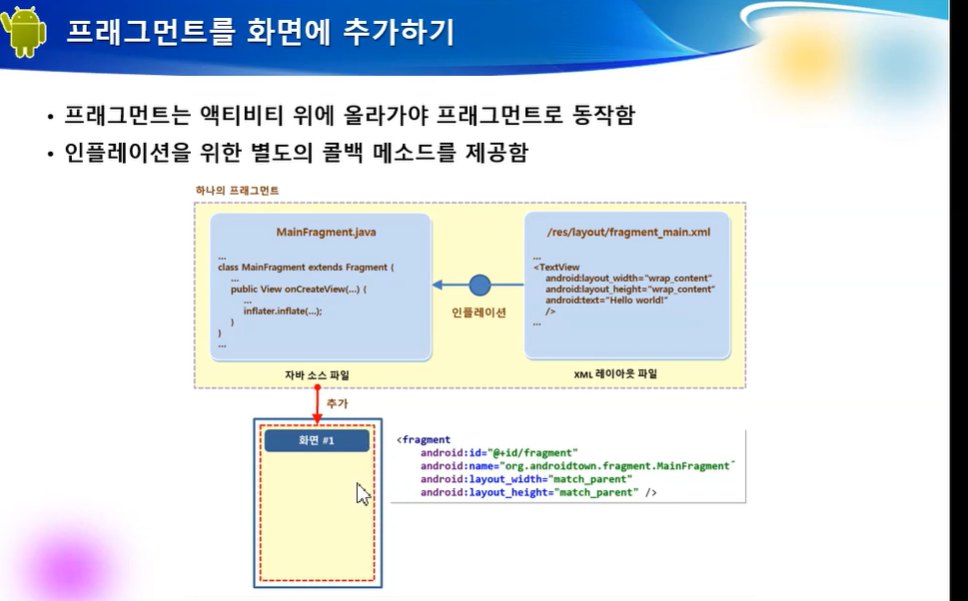 프래그먼트를 화면에 추가하기
• 프래그먼트는 액티비티 위에 올라가야 프래그먼트로 동작함
• 인플레이션을 위한 별도의 콜백 메소드를 제공함
하나의 프래그먼트
MainFragment.java
...
class MainFragment extends Fragment {
...
public View onCreateView(...) {
...
inflater.inflate(...);
}
}
...
자바 소스 파일
인플레이션
/res/layout/fragment_main.xml
...
<TextView
android:layout_width="wrap_content"
android:layout_height="wrap_content"
android:text="Hello world!"
/>
...
XML 레이아웃 파일
추가
화면 #1
<fragment
android:id="@+id/fragment"
android:name="org.androidtown.fragment.MainFragment"
android:layout_width="match_parent"
android:layout_height="match_parent" />